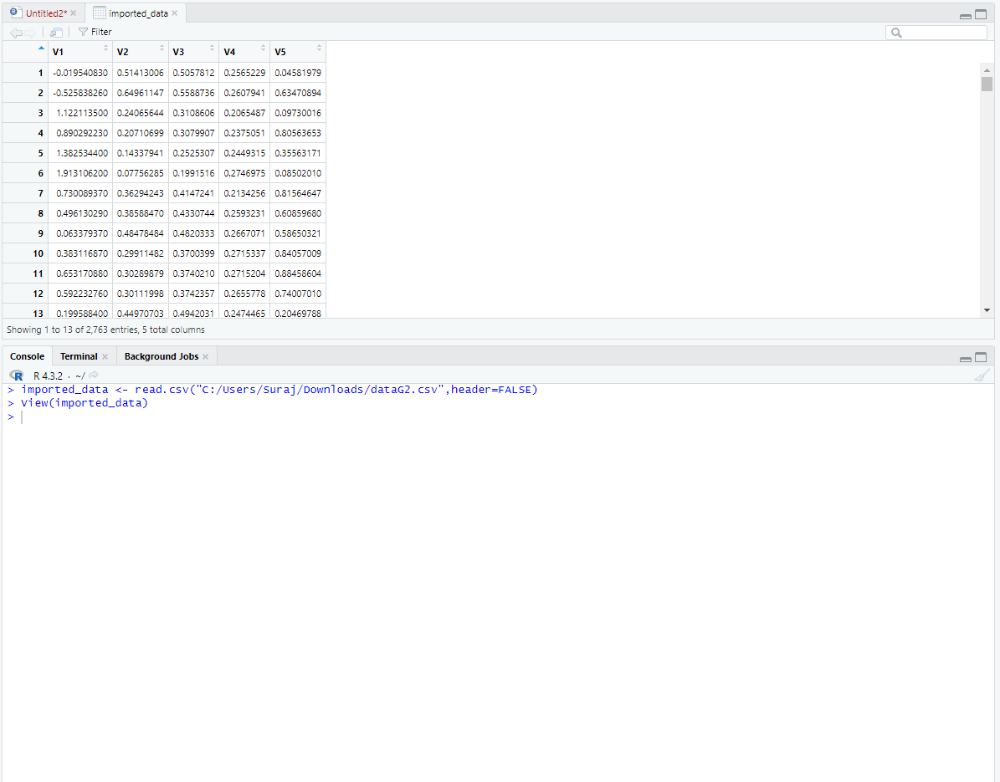 Untitled2* imported_data
Filter
V1 V2 V3 V4 V5
1 -0.019540830 0.51413006 0.5057812 0.2565229 0.04581979
2 -0.525838260 0.64961147 0.5588736 0.2607941 0.63470894
3 1.122113500 0.24065644 0.3108606 0.2065487 0.09730016
4 0.890292230 0.20710699 0.3079907 0.2375051 0.80563653
5 1.382534400 0.14337941 0.2525307 0.2449315 0.35563171
6 1.913106200 0.07756285 0.1991516 0.2746975 0.08502010
7 0.730089370 0.36294243 0.4147241 0.2134256 0.81564647
8 0.496130290 0.38588470 0.4330744 0.2593231 0.60859680
9 0.063379370 0.48478484 0.4820333 0.2667071 0.58650321
10 0.383116870 0.29911482 0.3700399 0.2715337 0.84057009
11 0.653170880 0.30289879 0.3740210 0.2715204 0.88458604
12 0.592232760 0.30111998 0.3742357 0.2655778 0.74007010
13 0.199588400 0.44970703 0.4942031 0.2474465 0.20469788
Showing 1 to 13 of 2,763 entries, 5 total columns
Console Terminal Background Jobs
R R 4.3.2 · ~/
> imported_data <- read.csv("C:/Users/Suraj/Downloads/dataG2.csv",header=FALSE)
> View(imported_data)
>